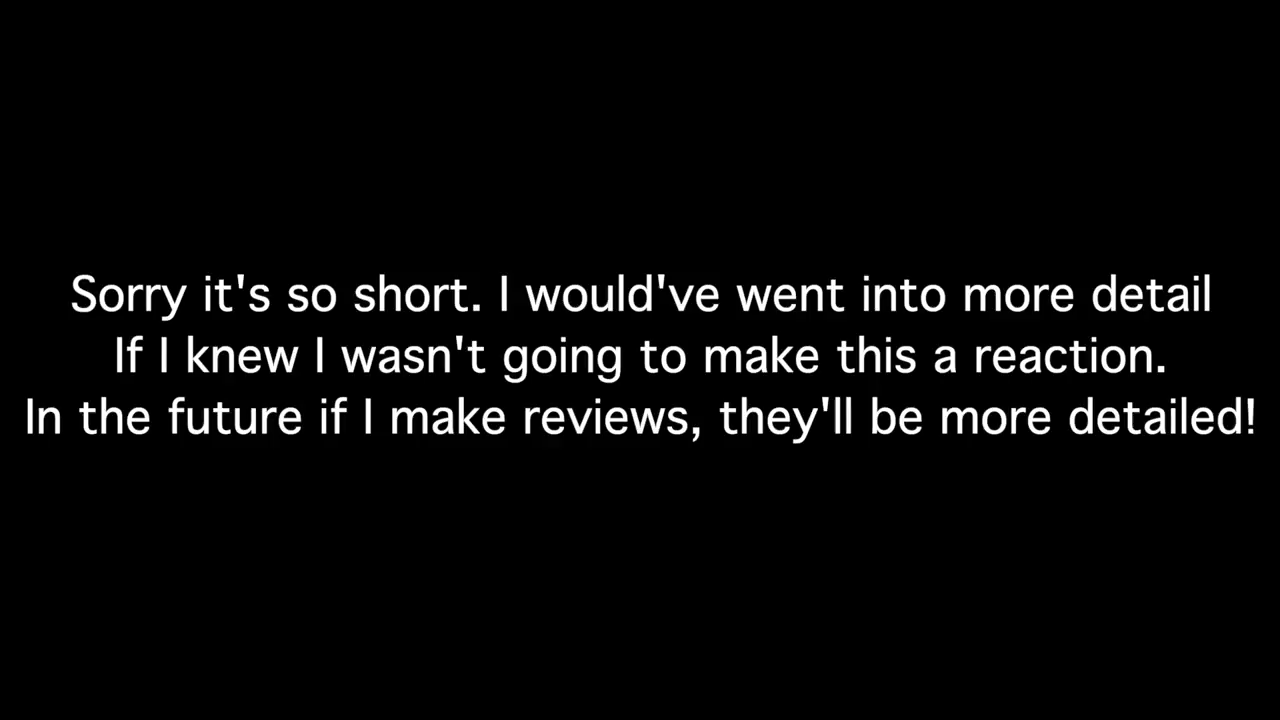 Sorry it's so short. I would've went into more detail
If I knew I wasn't going to make this a reaction.
In the future if I make reviews, they'll be more detailed!